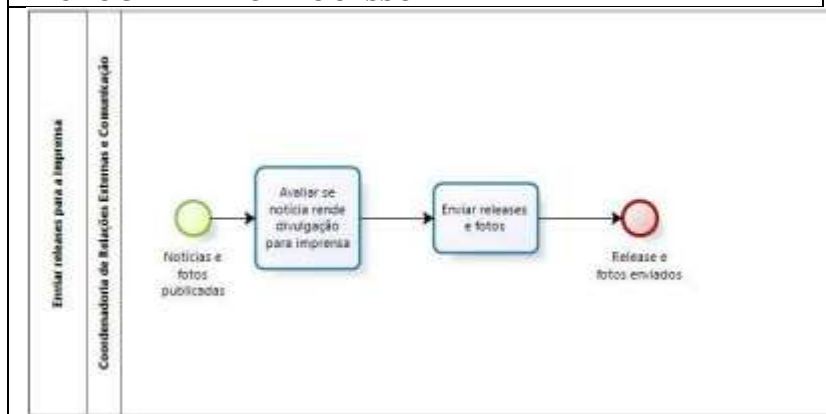 Enviar releases para a imprensa
Coordenadoria de Relações Externas e Comunicação
Notícias e
fotos
publicadas
Avaliar se
notícia rende
divulgação
para imprensa
Enviar releases
e fotos
Release e
fotos enviados